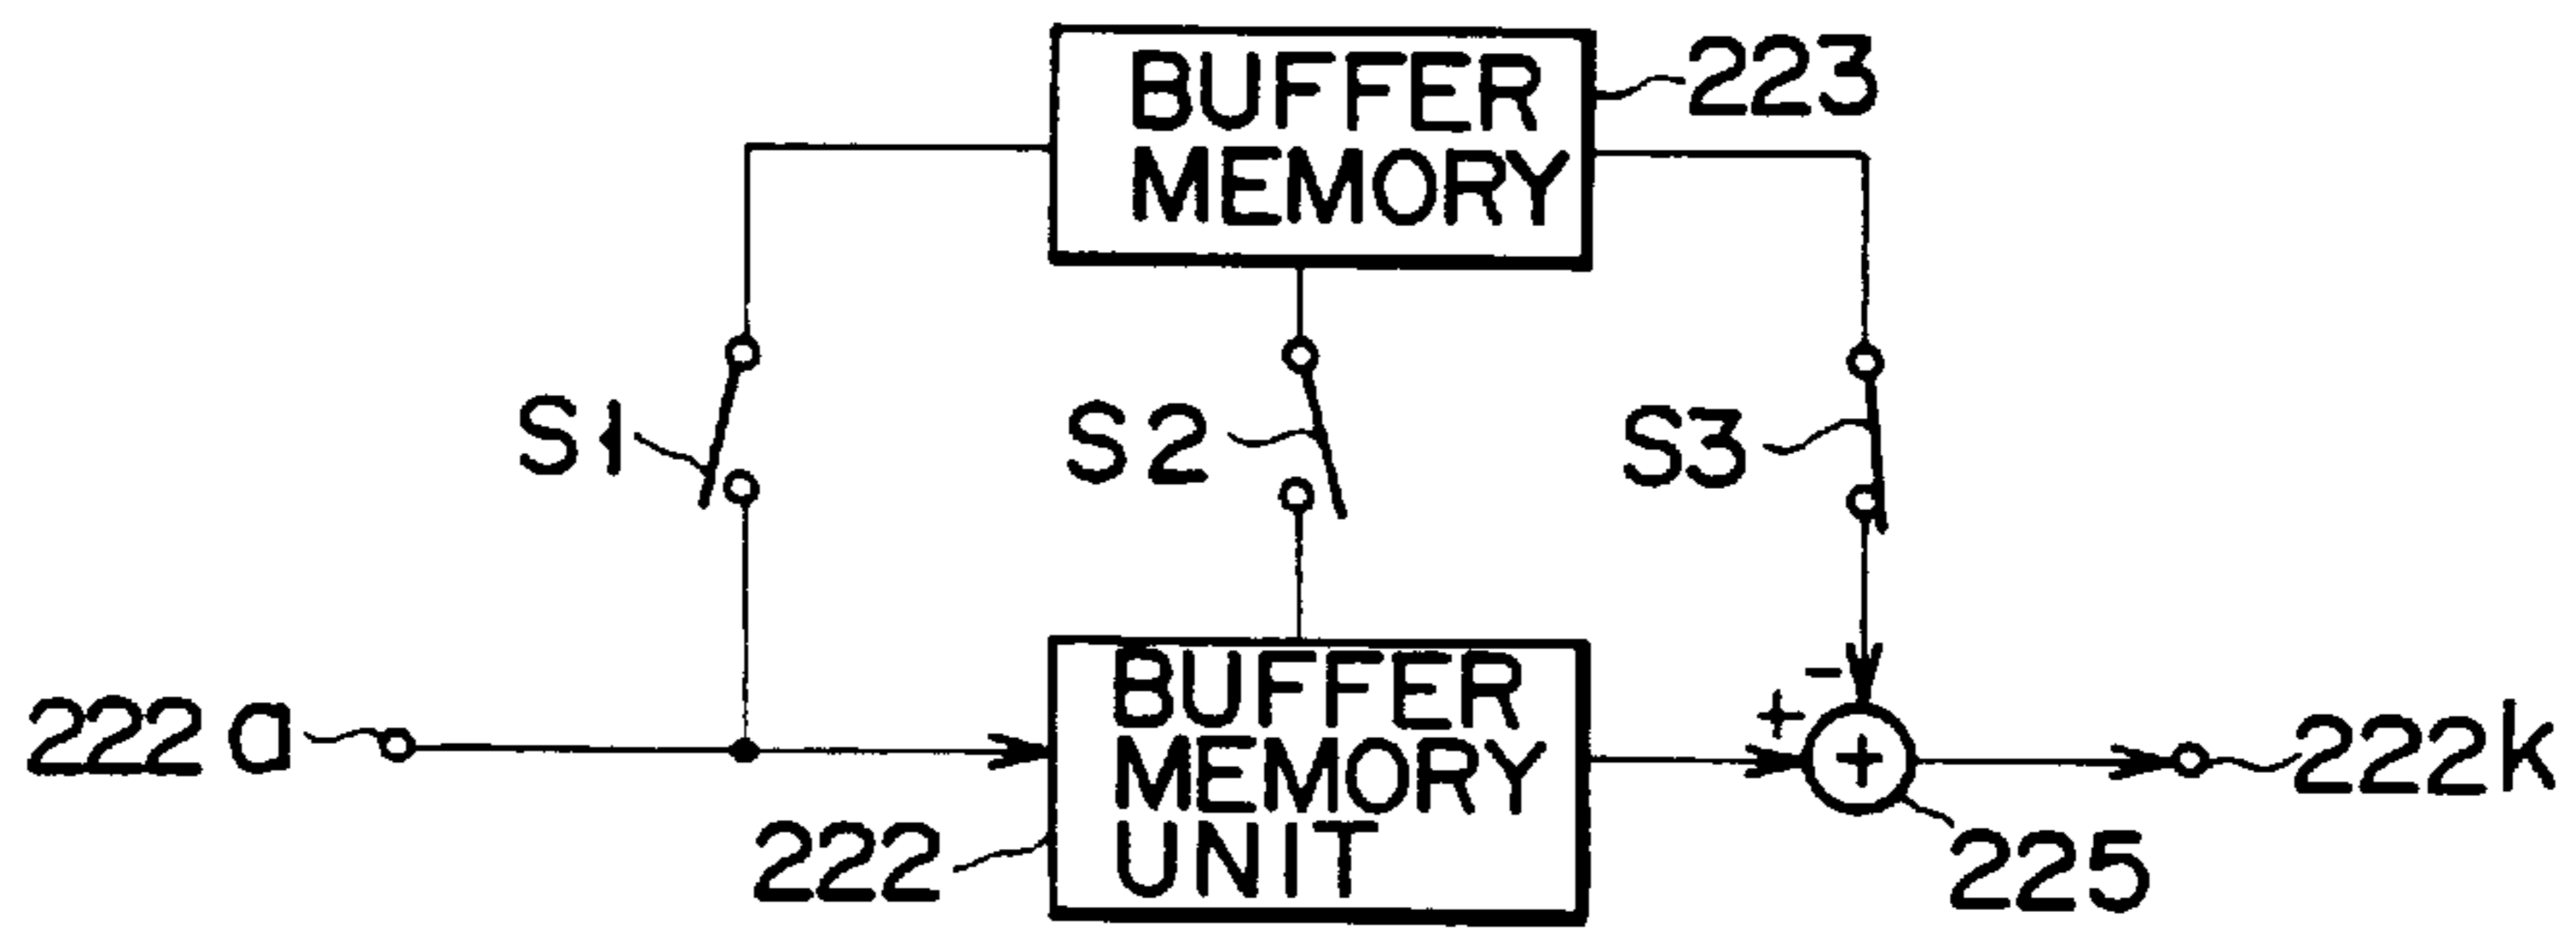 BUFFER
MEMORY
223
S1
S2
S3
222a
BUFFER
MEMORY
UNIT
222
-
+
+
225
222k